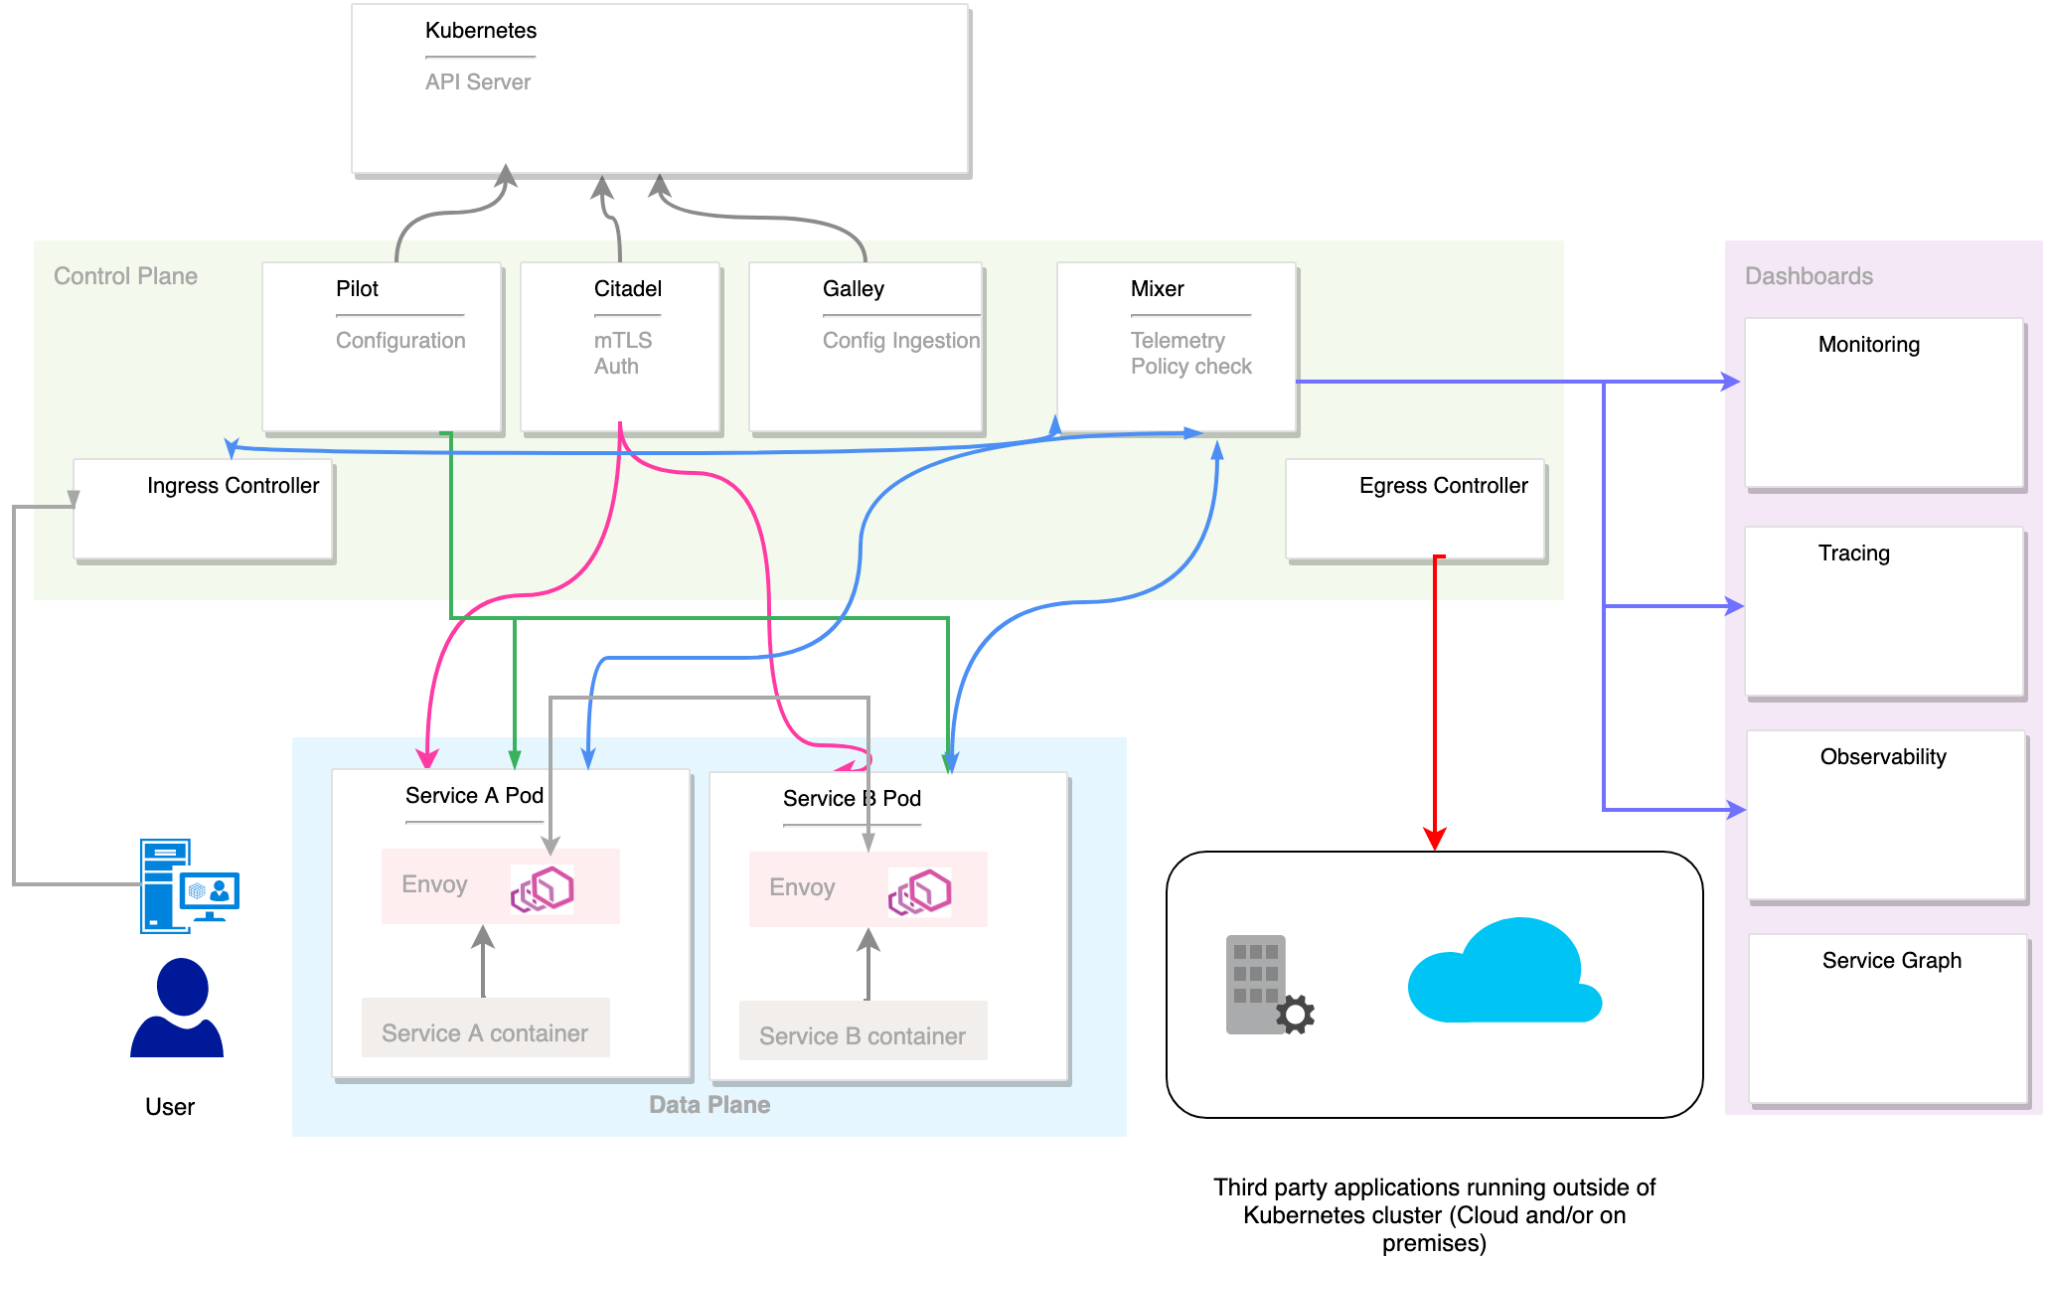 Kubernetes
API Server
Control Plane
Pilot
Configuration
Citadel
mTLS
Auth
Galley
Config Ingestion
Mixer
Telemetry
Policy check
Dashboards
Monitoring
Ingress Controller
Egress Controller
Tracing
Observability
Service Graph
Service A Pod
Envoy
Service A container
Service B Pod
Envoy
Service B container
Data Plane
User
Third party applications running outside of
Kubernetes cluster (Cloud and/or on
premises)